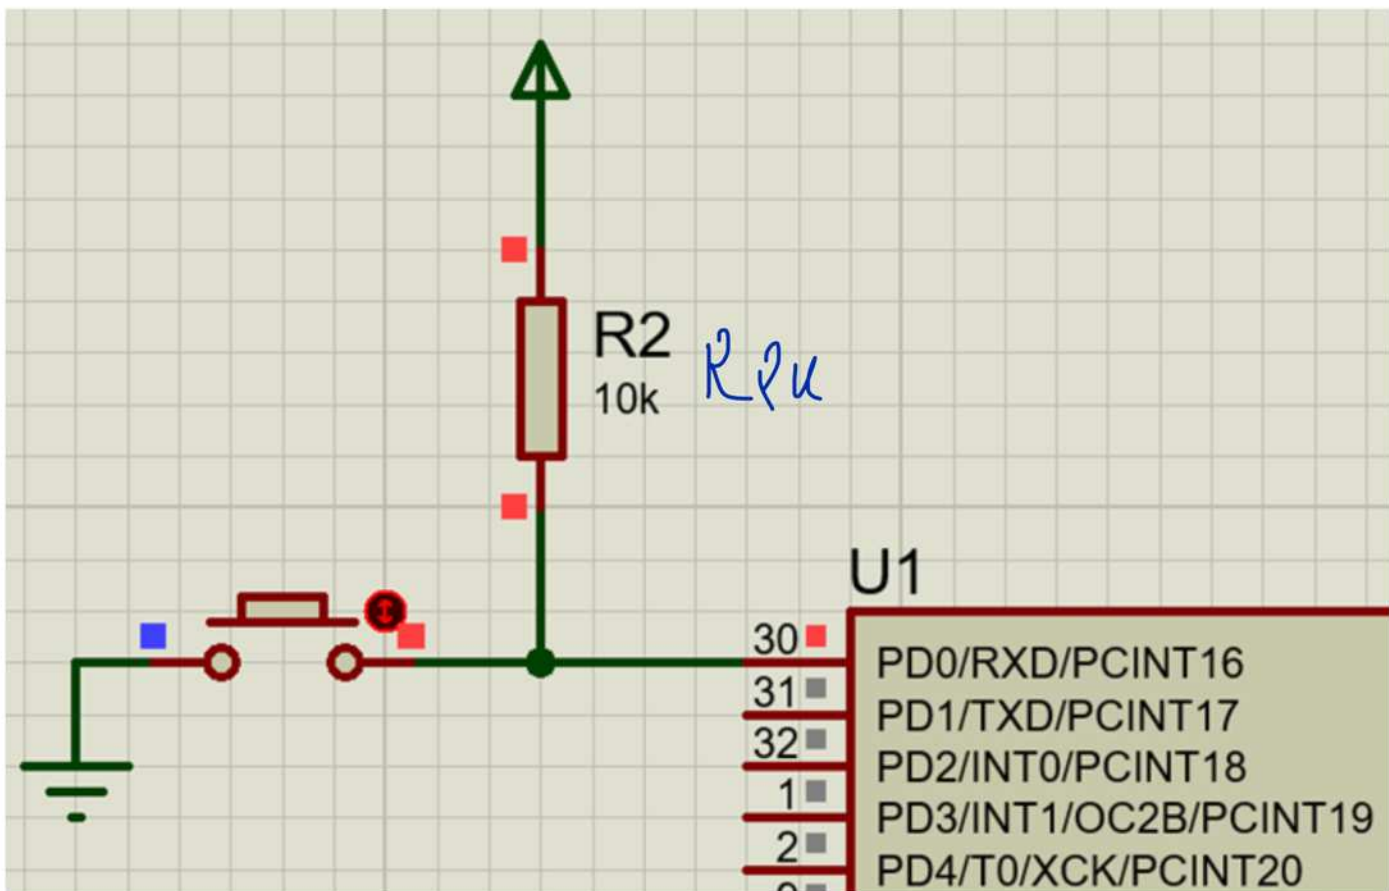 R2
10k
RPU
U1
30
PD0/RXD/PCINT16
31
PD1/TXD/PCINT17
32
PD2/INT0/PCINT18
1
PD3/INT1/OC2B/PCINT19
2
PD4/T0/XCK/PCINT20